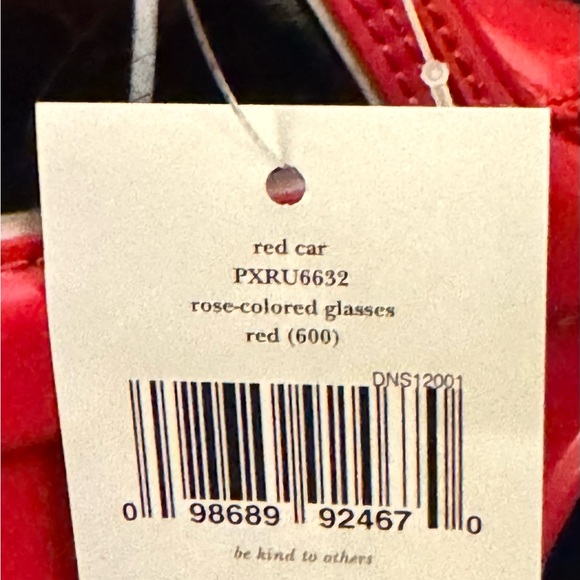 red car
PXRU6632
rose-colored glasses
red (600)
DNS12001
0 98689 92467 0
be kind to others